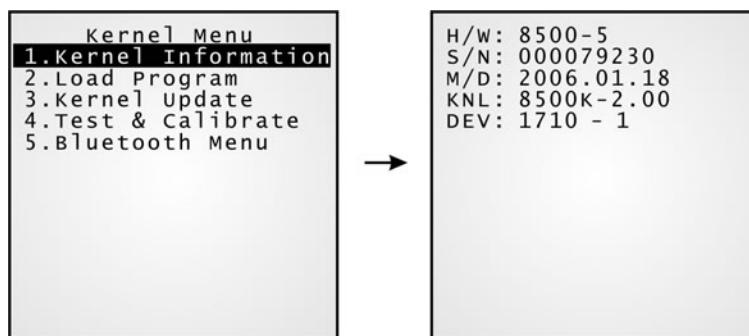 Kernel Menu
1.Kernel Information
2.Load Program
3.Kernel Update
4.Test & Calibrate
5.Bluetooth Menu
H/W: 8500-5
S/N: 000079230
M/D: 2006.01.18
KNL: 8500K-2.00
DEV: 1710 - 1